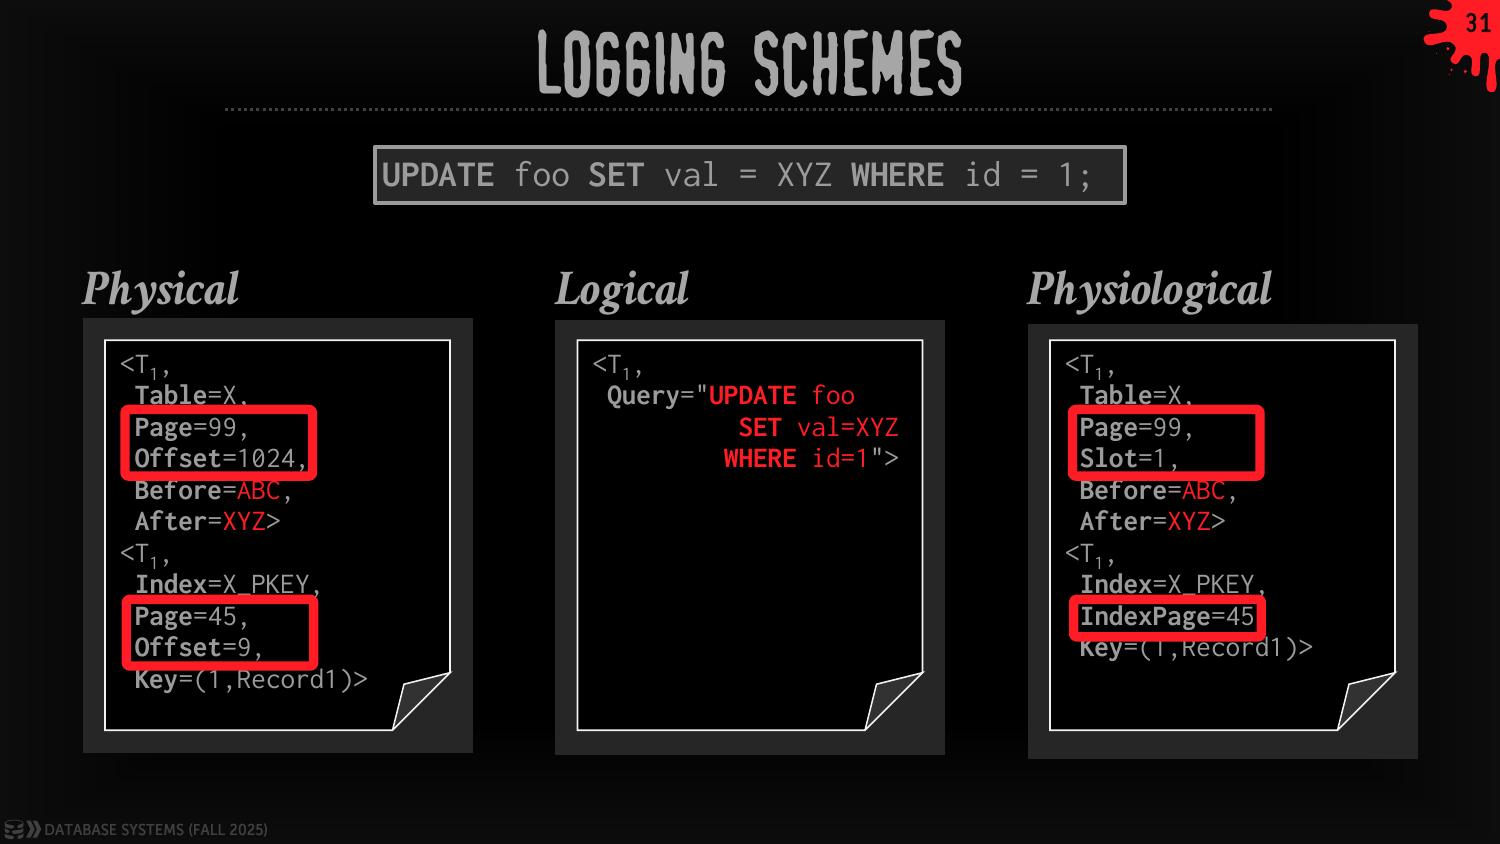 31
LOGGING SCHEMES
UPDATE foo SET val = XYZ WHERE id = 1;
Physical
<T1,
Table=X,
Page=99,
Offset=1024,
Before=ABC,
After=XYZ>
<T1,
Index=X_PKEY,
Page=45,
Offset=9,
Key=(1,Record1)>
Logical
<T1,
Query="UPDATE foo
SET val=XYZ
WHERE id=1">
Physiological
<T1,
Table=X,
Page=99,
Slot=1,
Before=ABC,
After=XYZ>
<T1,
Index=X_PKEY,
IndexPage=45
Key=(1,Record1)>
DATABASE SYSTEMS (FALL 2025)